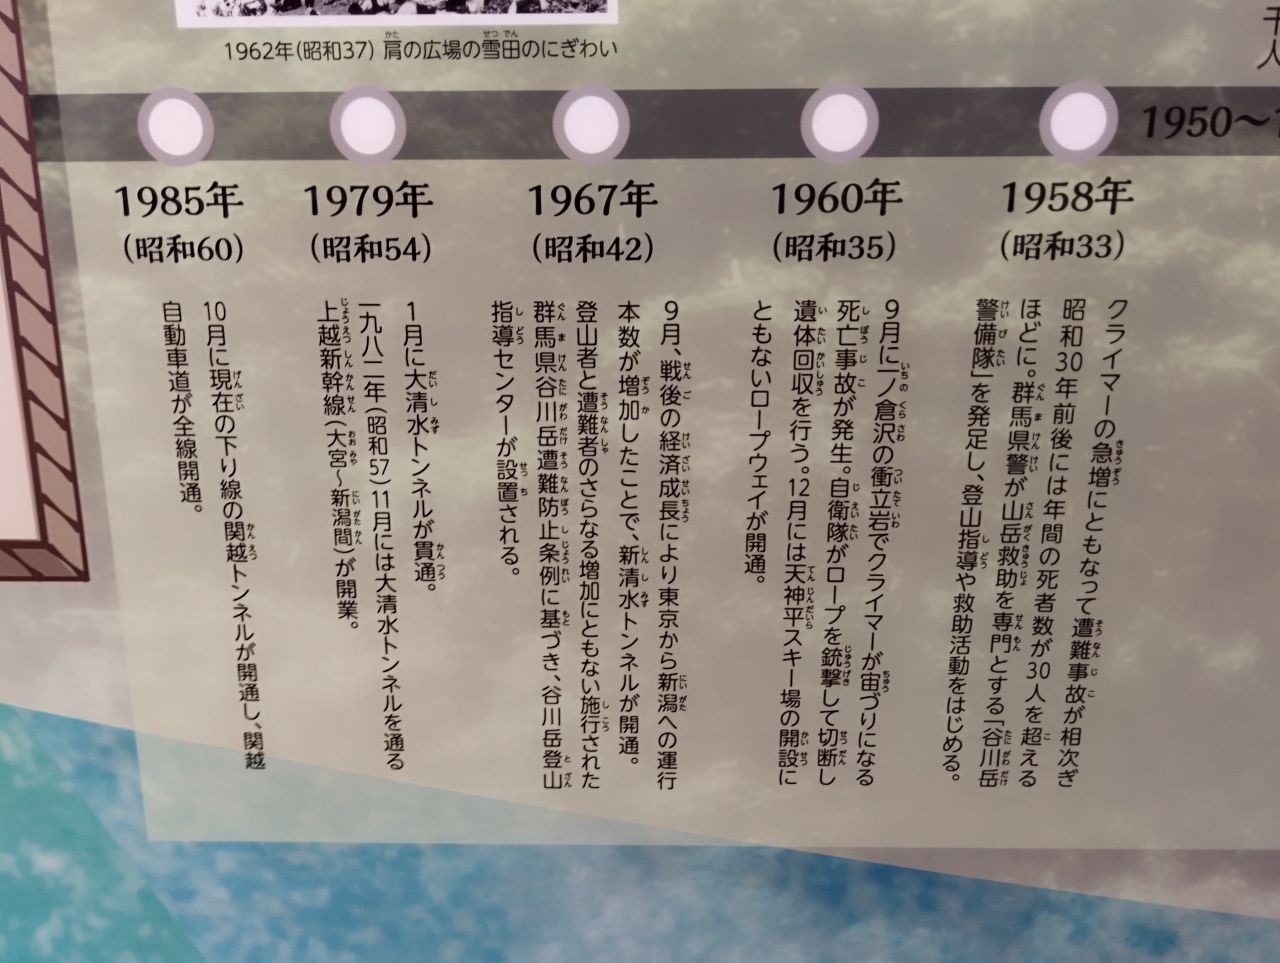 1962年(昭和37) 肩の広場の雪田のにぎわい
1950〜
1958年
(昭和33)
クライマーの急増にともなって遭難事故が相次ぎ
昭和30年前後には年間の死者数が30人を超える
ほどに。群馬県警が山岳救助を専門とする「谷川岳
警備隊」を発足し、登山指導や救助活動をはじめる。
1960年
(昭和35)
9月に一ノ倉沢の衝立岩でクライマーが宙づりになる
死亡事故が発生。自衛隊がロープを銃撃して切断し
遺体回収を行う。12月には天神平スキー場の開設に
ともないロープウェイが開通。
1967年
(昭和42)
9月、戦後の経済成長により東京から新潟への運行
本数が増加したことで、新清水トンネルが開通。
登山者と遭難者のさらなる増加にともない施行された
群馬県谷川岳遭難防止条例に基づき、谷川岳登山
指導センターが設置される。
1979年
(昭和54)
1月に大清水トンネルが貫通。
一九八二年(昭和57)11月には大清水トンネルを通る
上越新幹線(大宮〜新潟間)が開業。
1985年
(昭和60)
10月に現在の下り線の関越トンネルが開通し、関越
自動車道が全線開通。